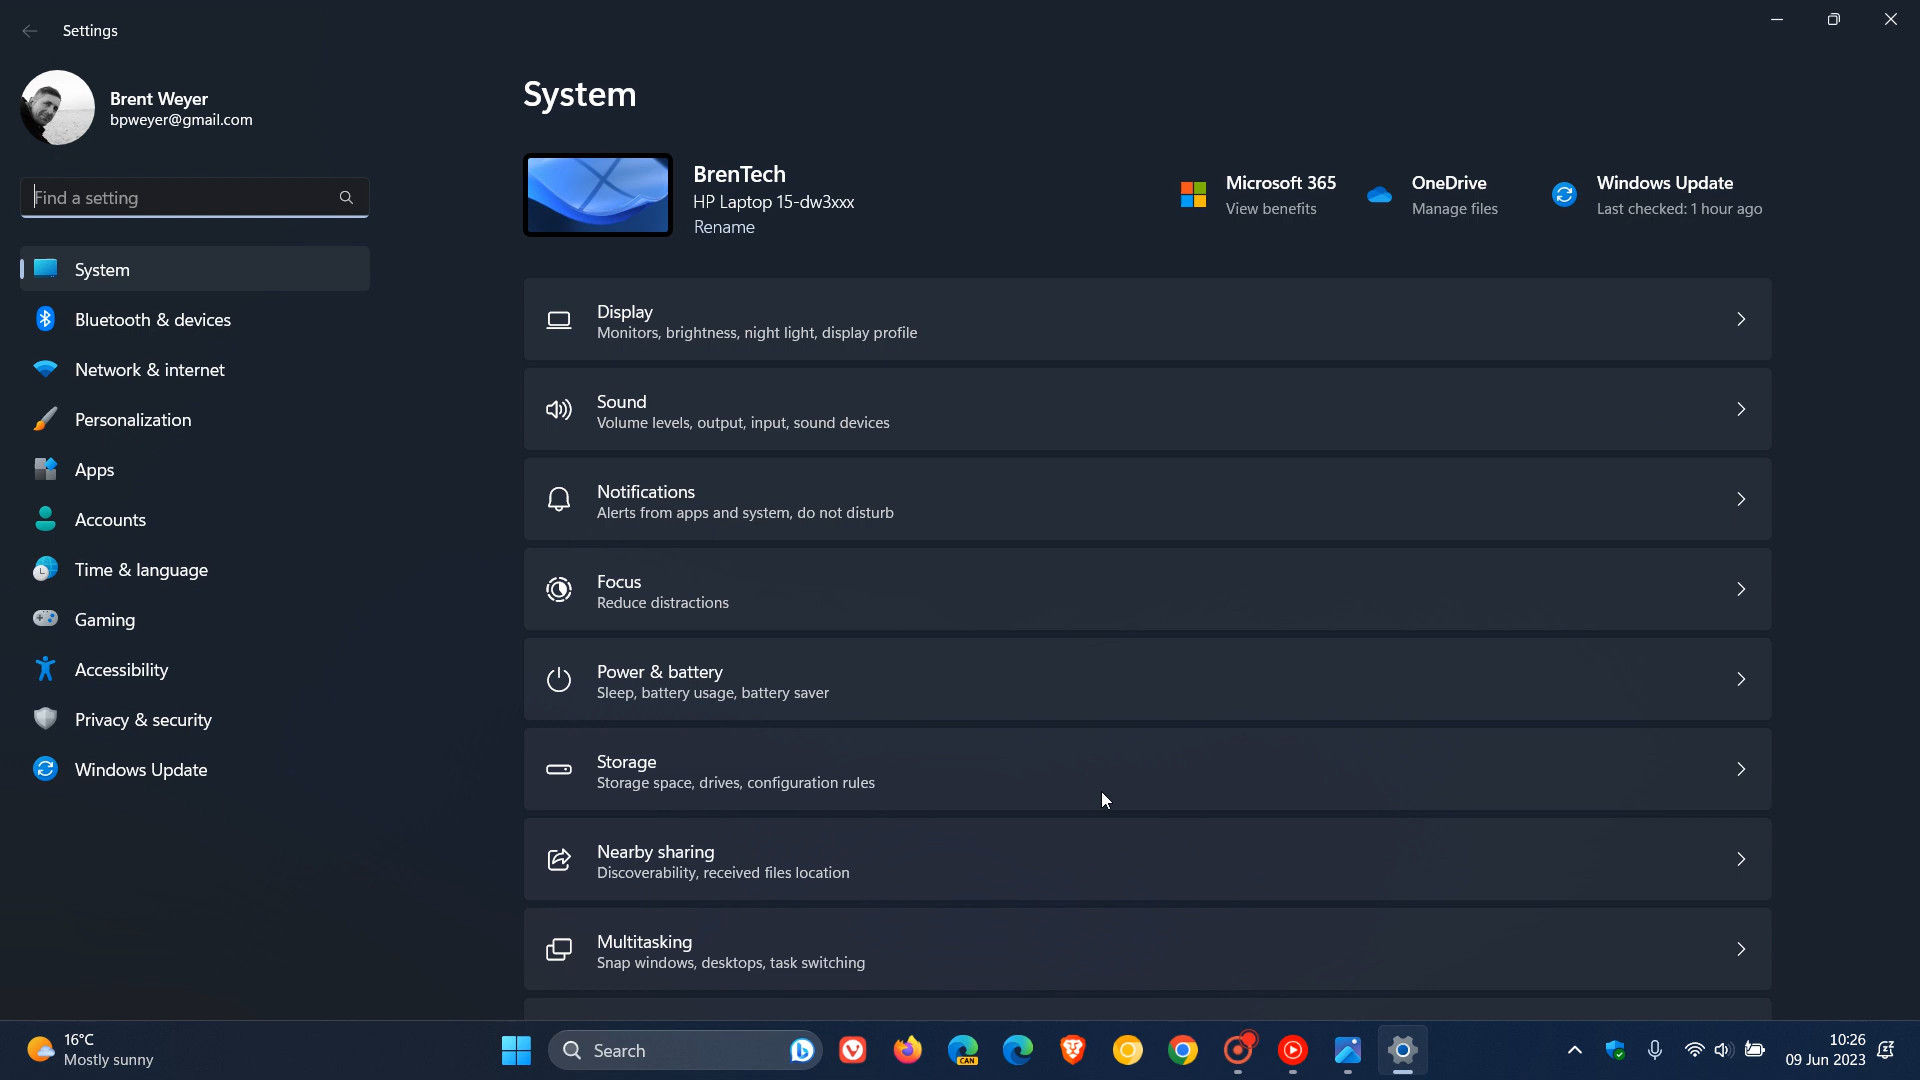 Settings
Brent Weyer
bpweyer@gmail.com
Find a setting
System
Bluetooth & devices
Network & internet
Personalization
Apps
Accounts
Time & language
Gaming
Accessibility
Privacy & security
Windows Update
System
BrenTech
HP Laptop 15-dw3xxx
Rename
Microsoft 365
View benefits
OneDrive
Manage files
Windows Update
Last checked: 1 hour ago
Display
Monitors, brightness, night light, display profile
Sound
Volume levels, output, input, sound devices
Notifications
Alerts from apps and system, do not disturb
Focus
Reduce distractions
Power & battery
Sleep, battery usage, battery saver
Storage
Storage space, drives, configuration rules
Nearby sharing
Discoverability, received files location
Multitasking
Snap windows, desktops, task switching
16°C
Mostly sunny
Search
CAN
10:26
09 Jun 2023